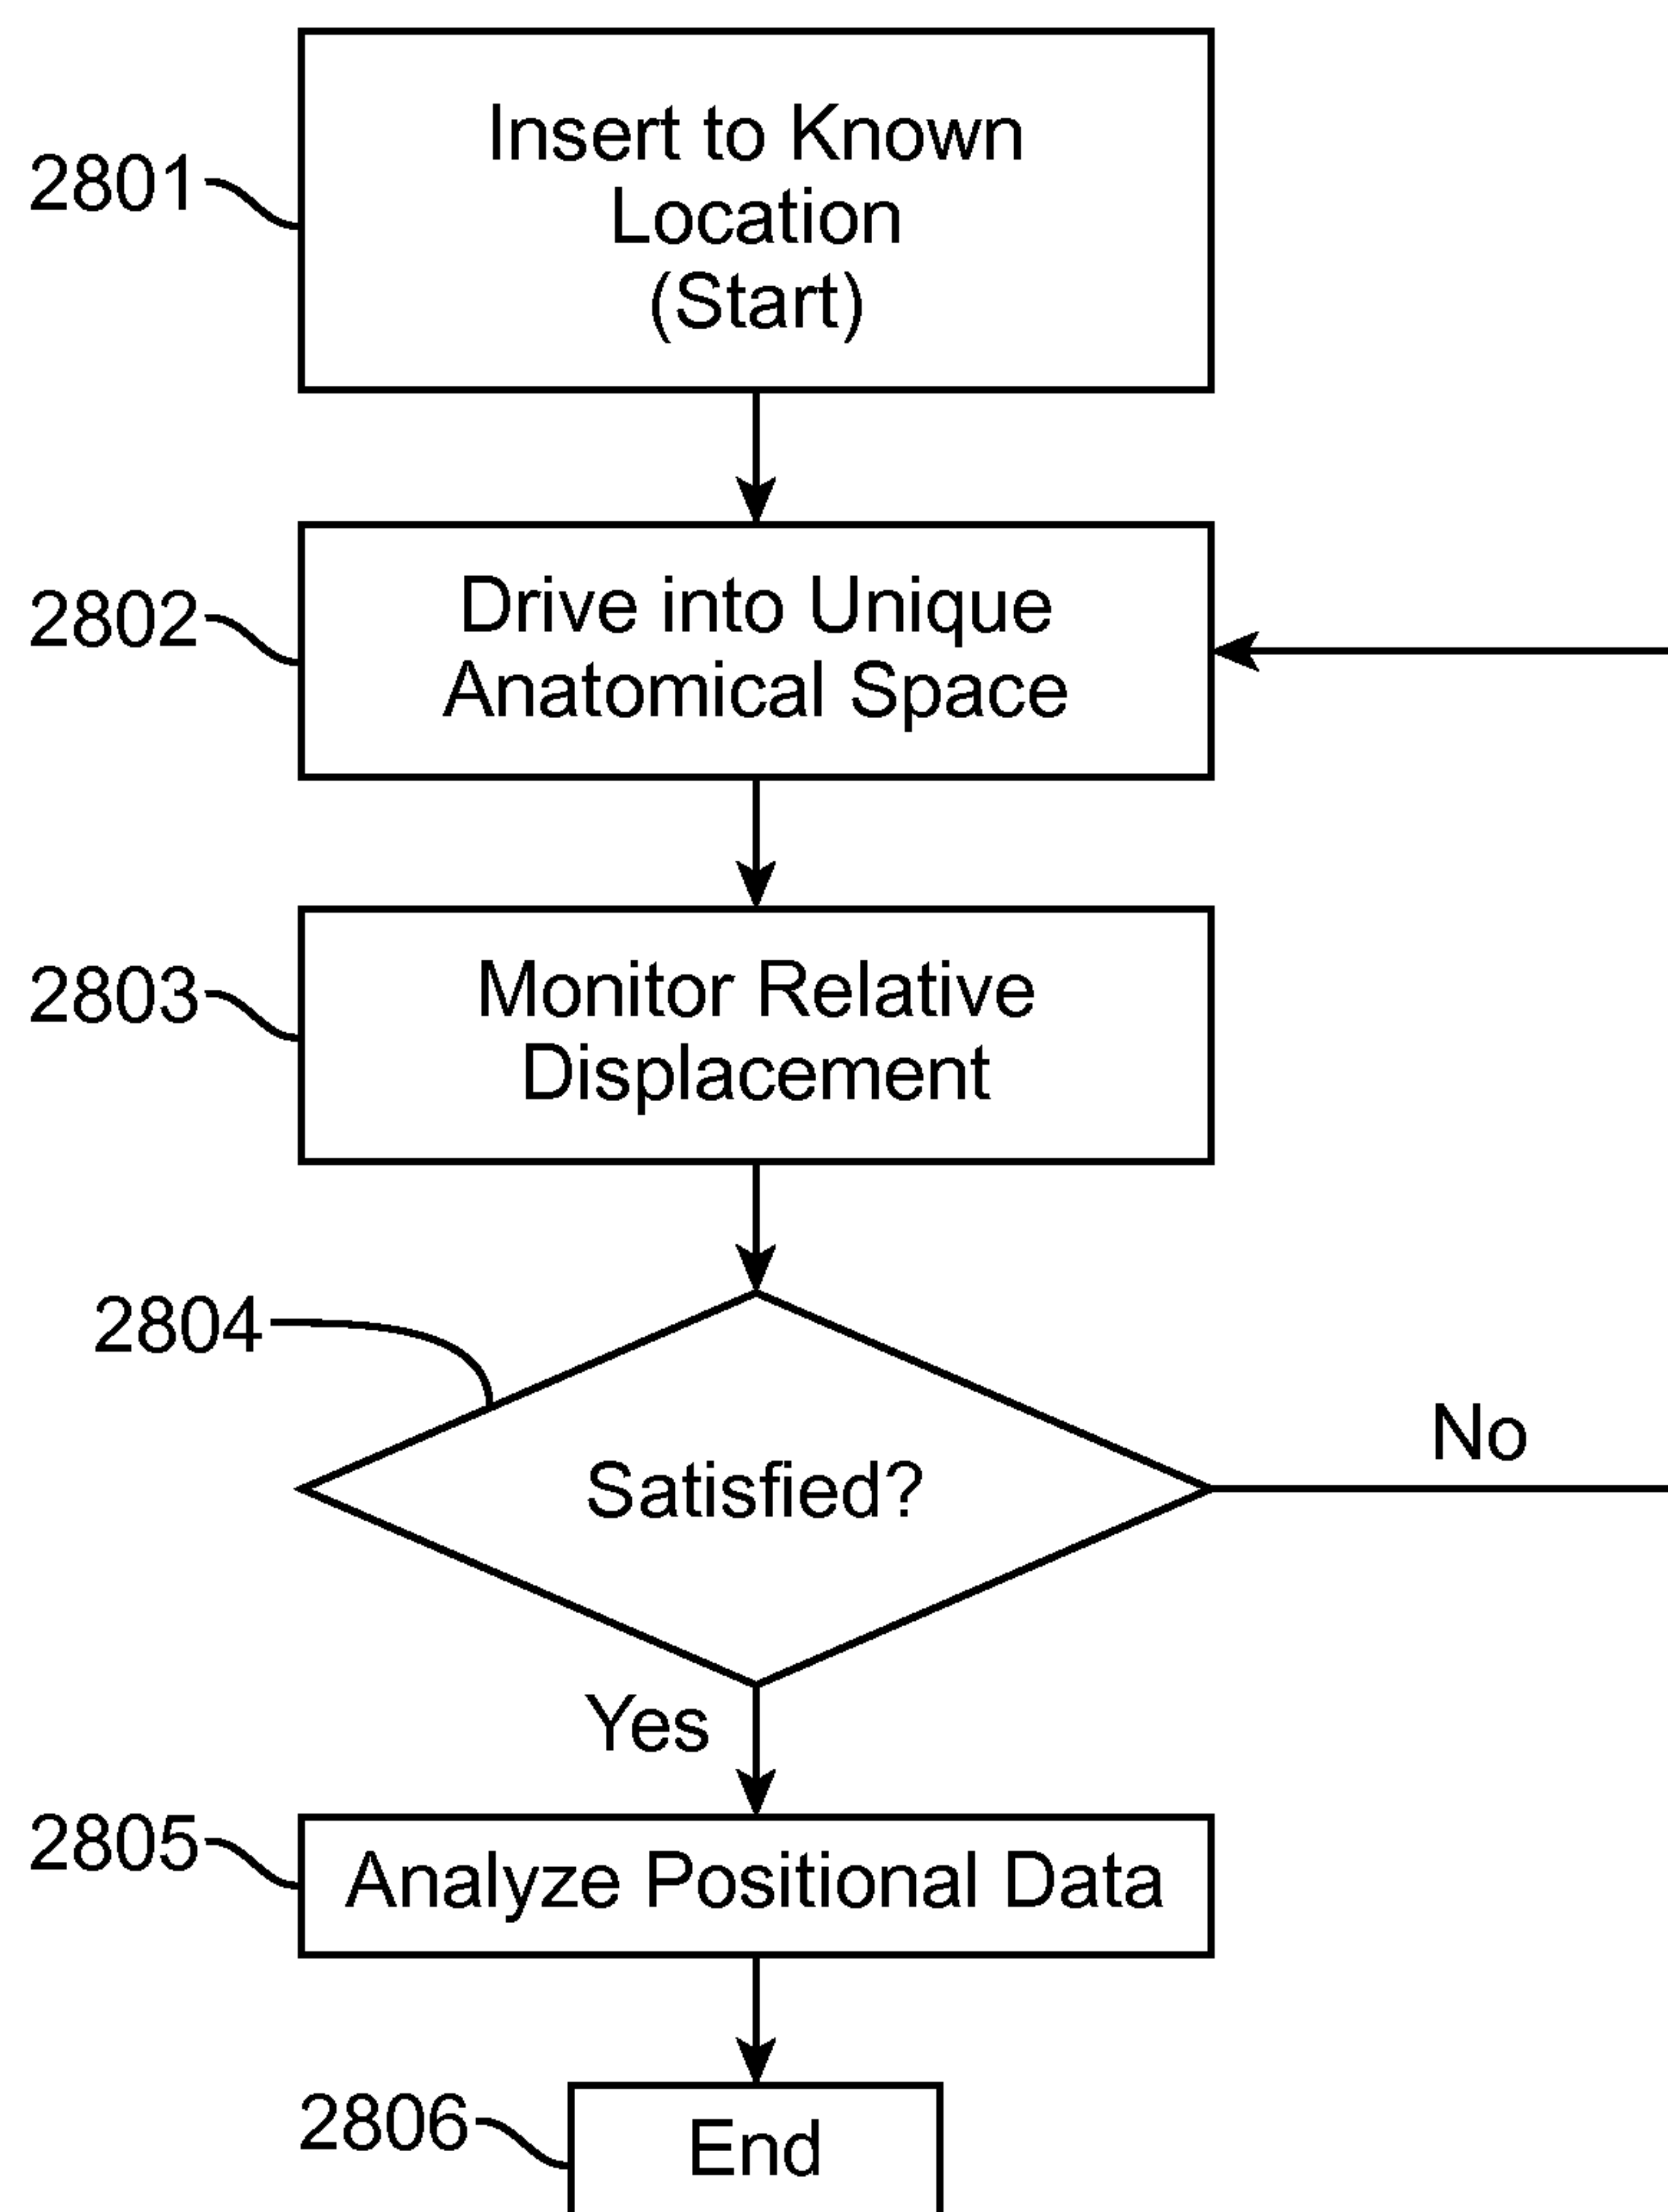 2801
Insert to Known
Location
(Start)
2802
Drive into Unique
Anatomical Space
2803
Monitor Relative
Displacement
2804
Satisfied?
No
Yes
2805
Analyze Positional Data
2806
End